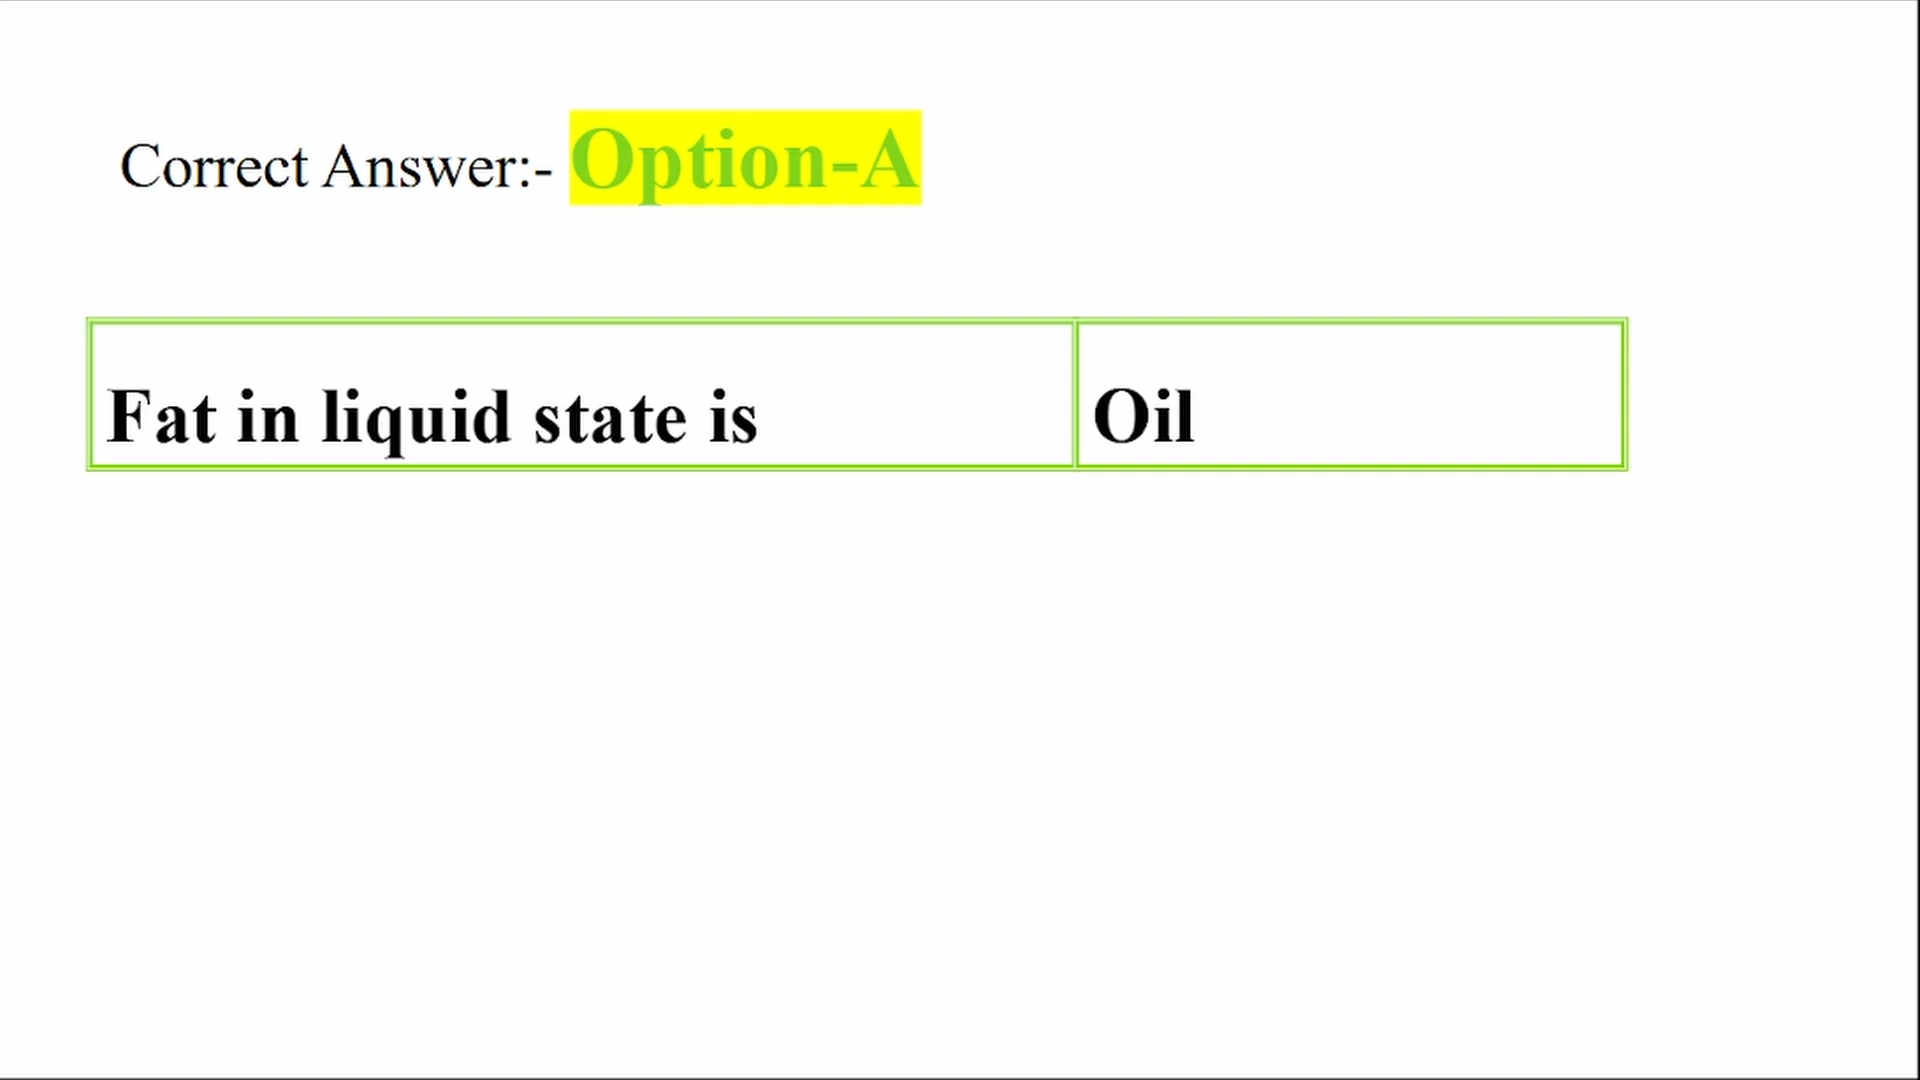 Correct Answer:- Option-A
Fat in liquid state is Oil